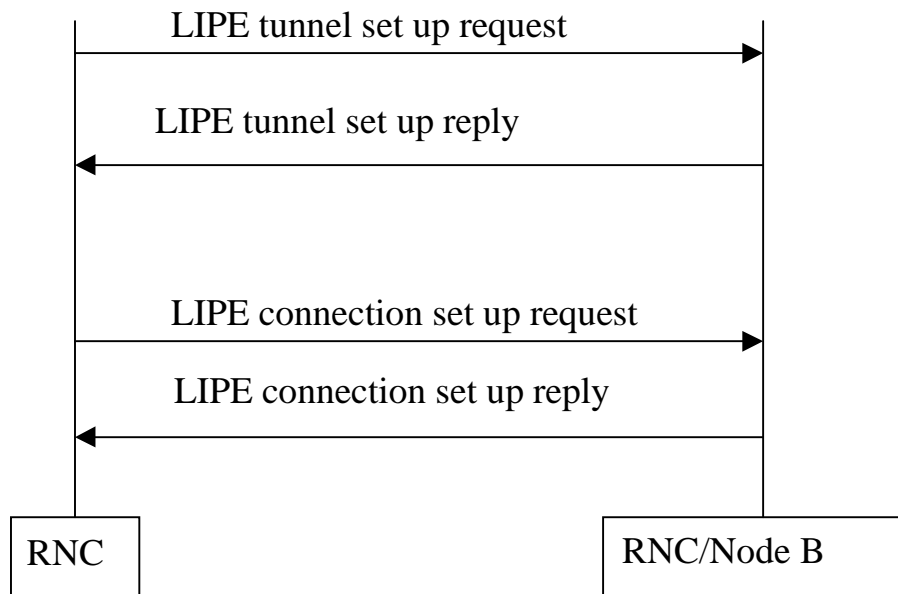 LIPE tunnel set up request
LIPE tunnel set up reply
LIPE connection set up request
LIPE connection set up reply
RNC
RNC/Node B